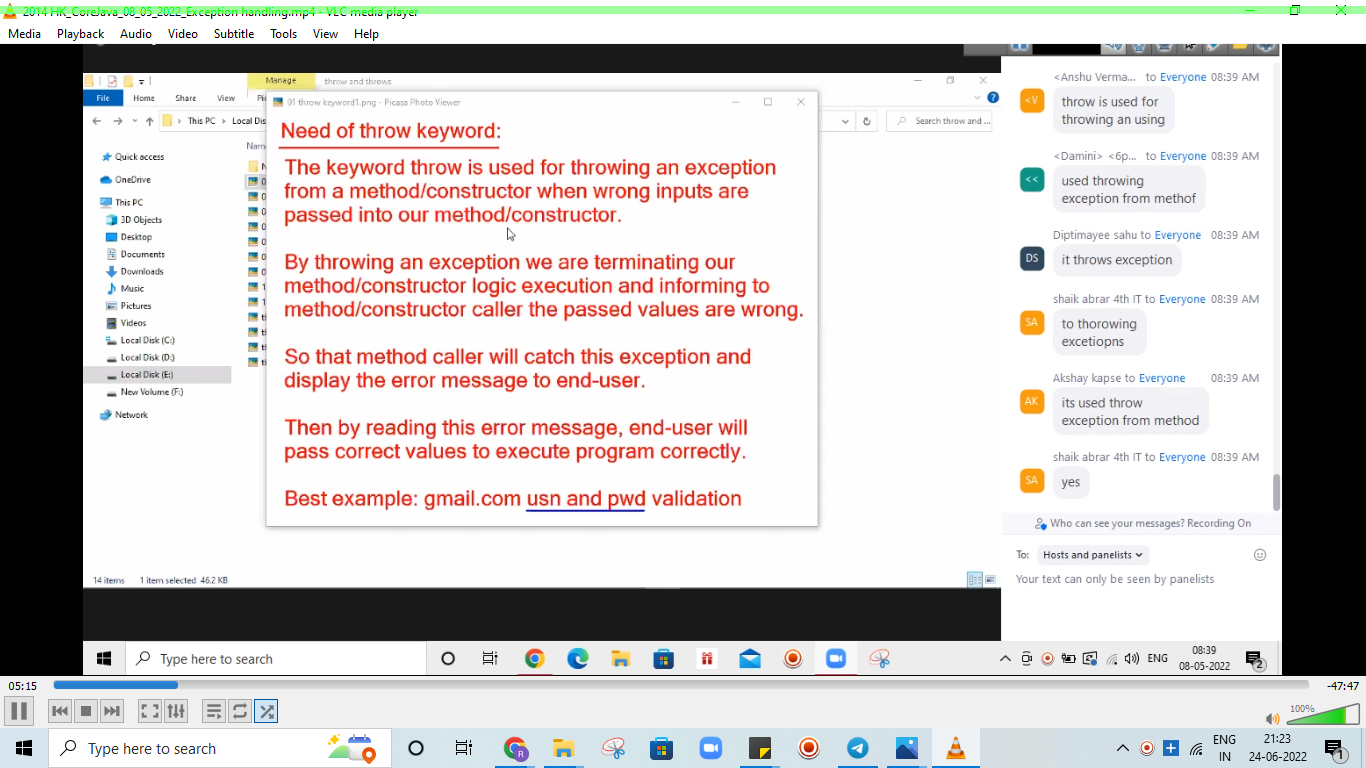 2014 HK_CoreJava_08_05_2022_Exception handling.mp4 - VLC media player
Media Playback Audio Video Subtitle Tools View Help
Manage throw and throws
File Home Share View
This PC Local Dis
Search throw and ...
01 throw keyword1.png - Picasa Photo Viewer
Quick access
OneDrive
This PC
3D Objects
Desktop
Documents
Downloads
Music
Pictures
Videos
Local Disk (C:)
Local Disk (D:)
Local Disk (E:)
New Volume (F:)
Network
Need of throw keyword:
The keyword throw is used for throwing an exception
from a method/constructor when wrong inputs are
passed into our method/constructor.
By throwing an exception we are terminating our
method/constructor logic execution and informing to
method/constructor caller the passed values are wrong.
So that method caller will catch this exception and
display the error message to end-user.
Then by reading this error message, end-user will
pass correct values to execute program correctly.
Best example: gmail.com usn and pwd validation
14 items 1 item selected 46.2 KB
<Anshu Verma... to Everyone 08:39 AM
<V
throw is used for
throwing an using
<Damini> <6p... to Everyone 08:39 AM
<<
used throwing
exception from methof
Diptimayee sahu to Everyone 08:39 AM
DS
it throws exception
shaik abrar 4th IT to Everyone 08:39 AM
SA
to thorowing
excetiopns
Akshay kapse to Everyone 08:39 AM
AK
its used throw
exception from method
shaik abrar 4th IT to Everyone 08:39 AM
SA
yes
Who can see your messages? Recording On
To: Hosts and panelists
Your text can only be seen by panelists
Type here to search
ENG
08:39
08-05-2022
2
05:15
-47:47
100%
Type here to search
R
ENG
IN
21:23
24-06-2022
1